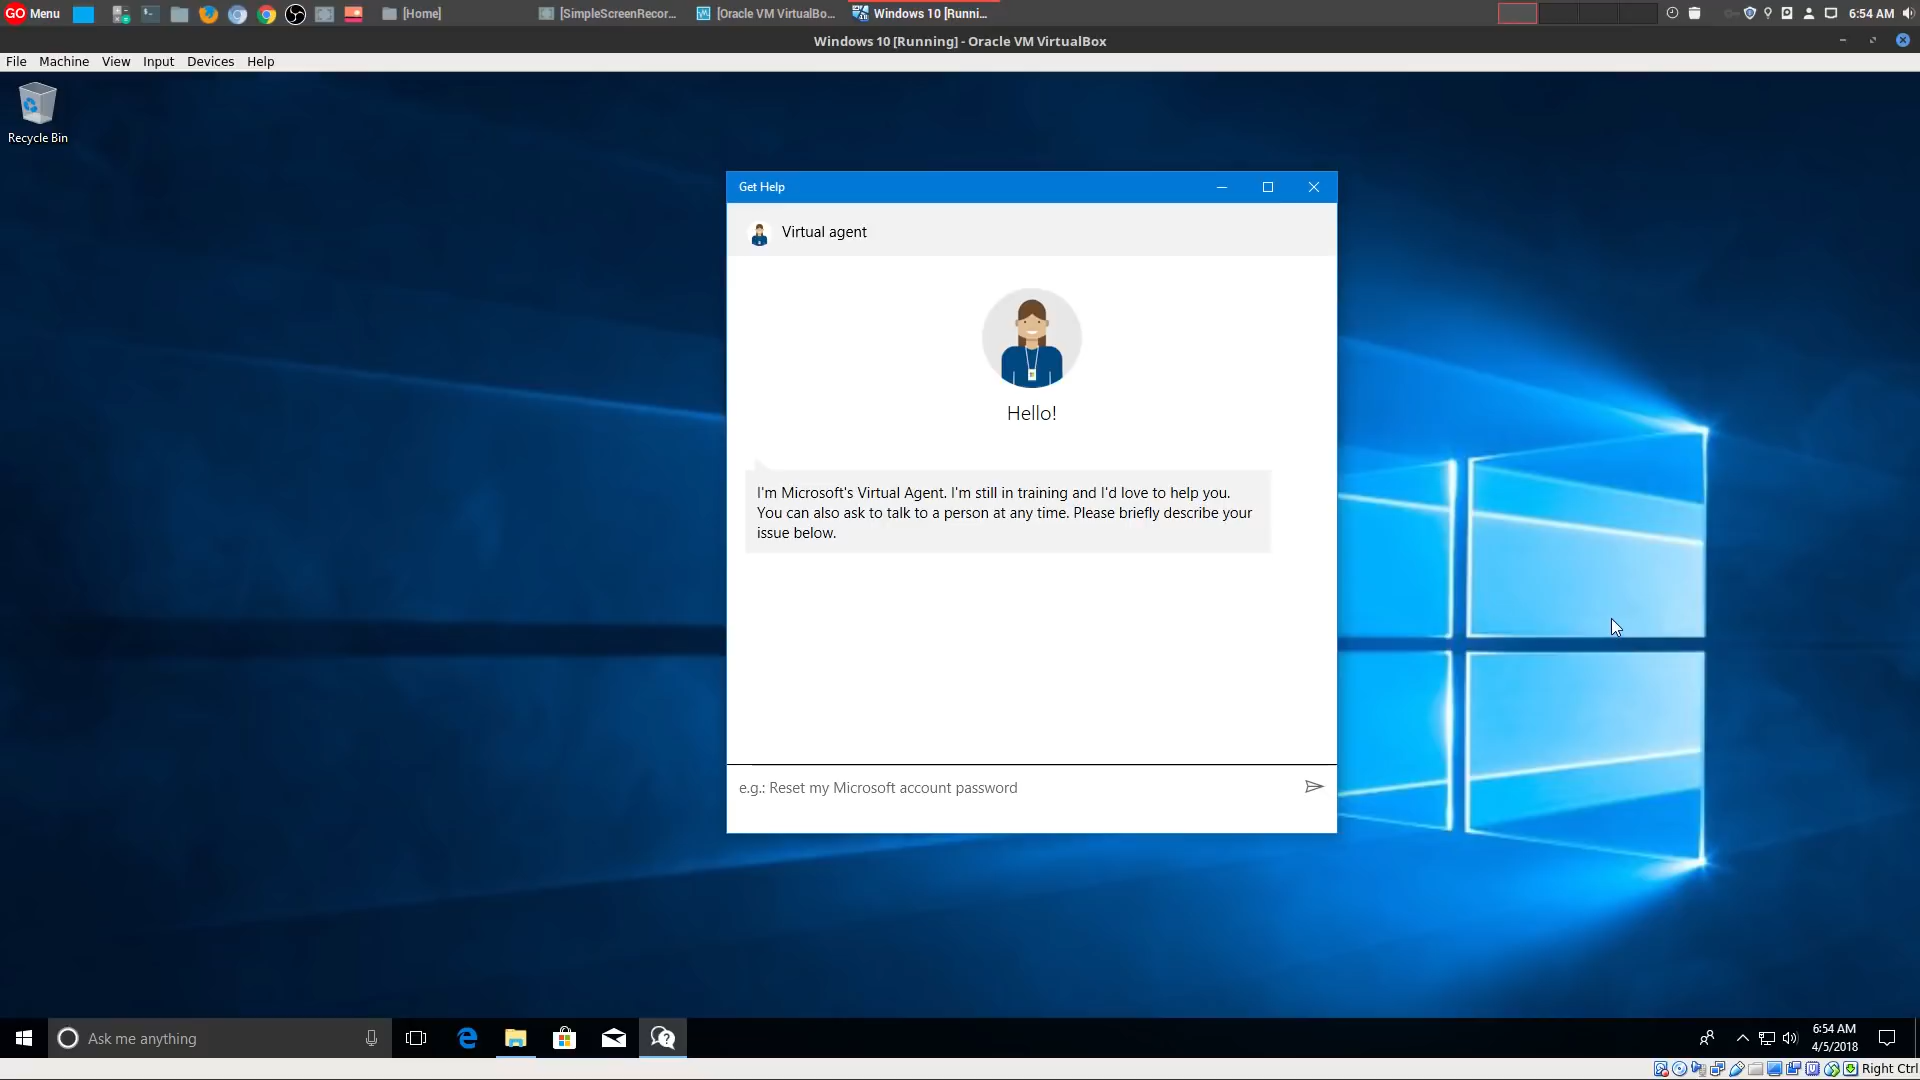 GO Menu
[Home]
[SimpleScreenRecor...
[Oracle VM VirtualBo...
Windows 10 [Runni...
6:54 AM
Windows 10 [Running] - Oracle VM VirtualBox
File Machine View Input Devices Help
Recycle Bin
Get Help
Virtual agent
Hello!
I'm Microsoft's Virtual Agent. I'm still in training and I'd love to help you.
You can also ask to talk to a person at any time. Please briefly describe your
issue below.
e.g.: Reset my Microsoft account password
Ask me anything
6:54 AM
4/5/2018
Right Ctrl